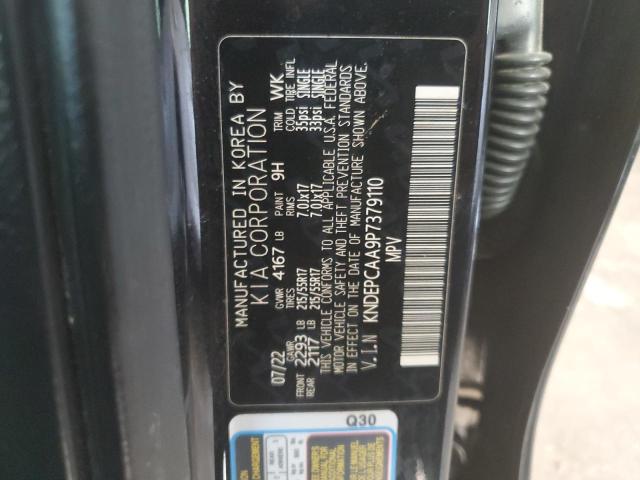 MANUFACTURED IN KOREA BY
KIA CORPORATION
07/22 GVWR 4167 LB PAINT 9H TRIM WK
GAWR TIRES RIMS COLD TIRE INFL
FRONT 2293 LB 215/55R17 7.0Jx17 35psi SINGLE
REAR 2117 LB 215/55R17 7.0Jx17 33psi SINGLE
THIS VEHICLE CONFORMS TO ALL APPLICABLE U.S.A. FEDERAL
MOTOR VEHICLE SAFETY AND THEFT PREVENTION STANDARDS
IN EFFECT ON THE DATE OF MANUFACTURE SHOWN ABOVE.
V.I.N KNDEPCAA9P7379110
MPV
Q30